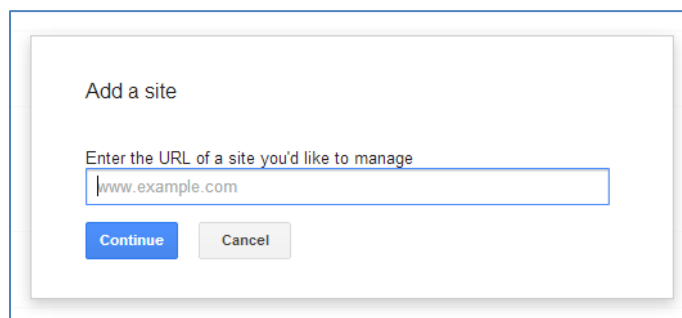 Add a site
Enter the URL of a site you'd like to manage
www.example.com
Continue Cancel